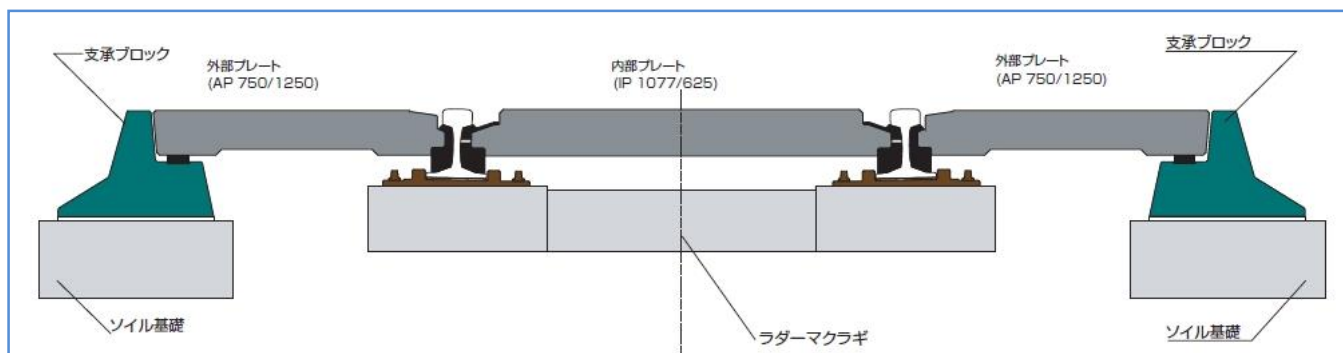 支承ブロック
外部プレート
(AP 750/1250)
内部プレート
(IP 1077/625)
外部プレート
(AP 750/1250)
支承ブロック
ソイル基礎
ラダーマクラギ
ソイル基礎